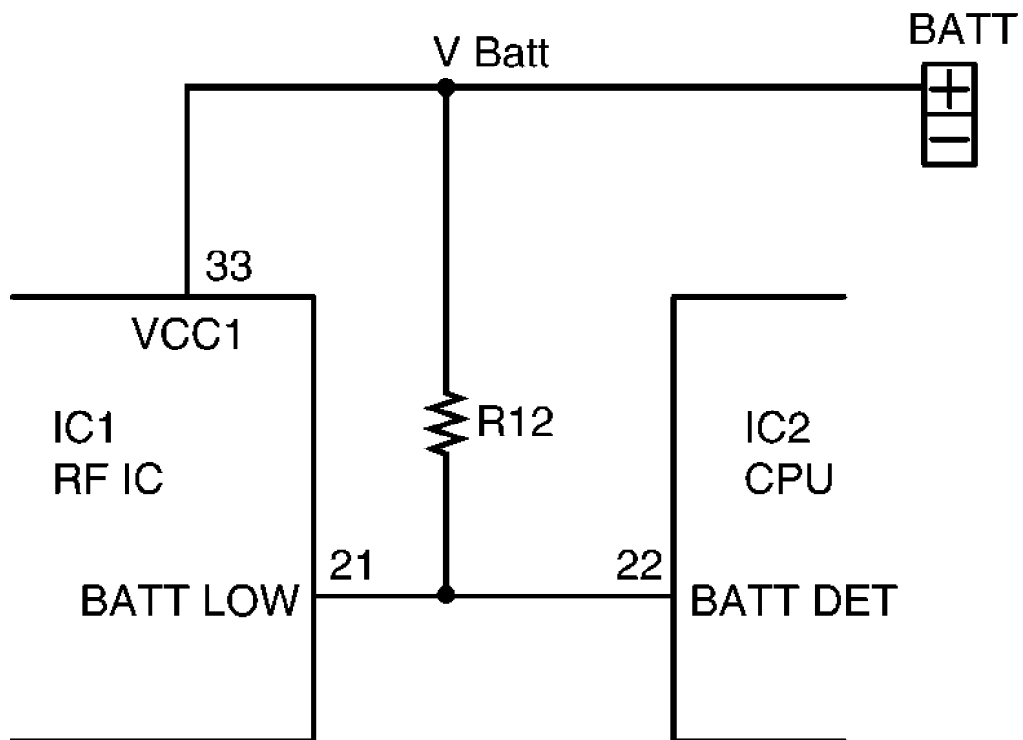 BATT
V Batt
+
−
33
VCC1
IC1
RF IC
R12
IC2
CPU
21
22
BATT LOW
BATT DET